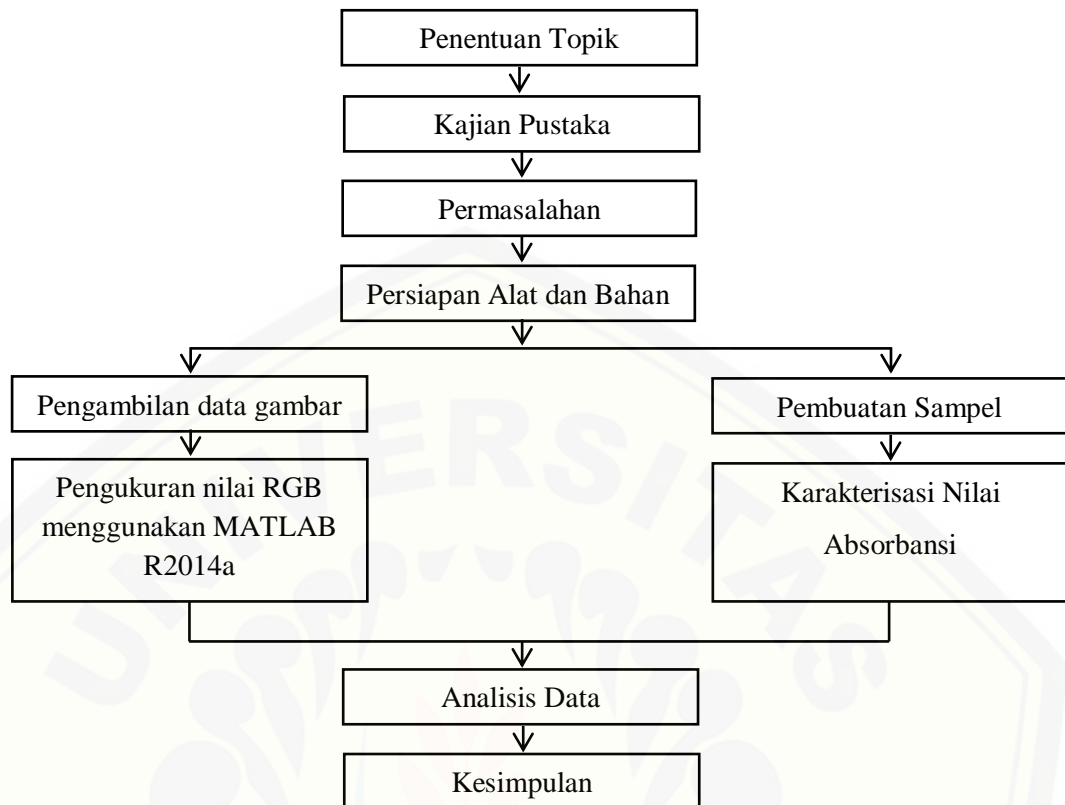 Penentuan Topik
Kajian Pustaka
Permasalahan
Persiapan Alat dan Bahan
Pengambilan data gambar
Pembuatan Sampel
Pengukuran nilai RGB
menggunakan MATLAB
R2014a
Karakterisasi Nilai
Absorbansi
Analisis Data
Kesimpulan
UNIVERSITAS